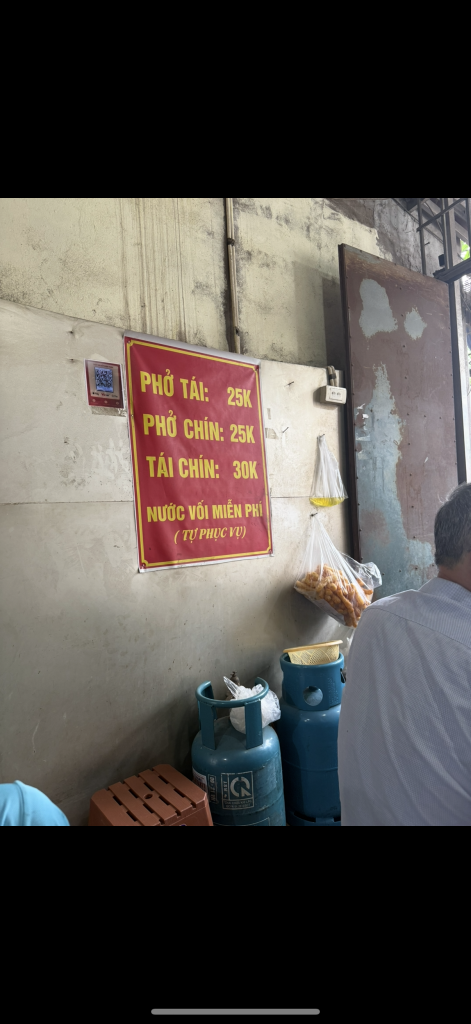 PHỞ TÁI: 25K
PHỞ CHÍN: 25K
TÁI CHÍN: 30K
NƯỚC VỐI MIỄN PHÍ
( TỰ PHỤC VỤ)